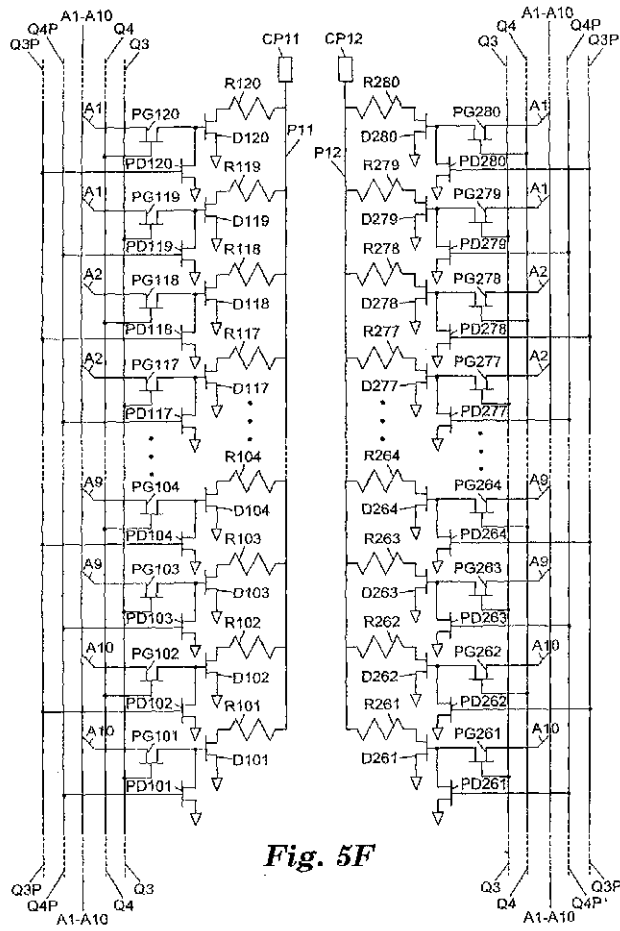 A1-A10 A1-A10
Q4P Q4 Q4 Q4P
Q3P Q3 CP11 CP12 Q3 Q3P
R120 R280
A1 PG120 PG280 A1
D120 P11 D280
PD120 R119 P12 R279 PD280
A1 PG119 PG279 A1
D119 D279
PD119 R118 R278 PD279
A2 PG118 PG278 A2
D118 D278
PD118 R117 R277 PD278
A2 PG117 PG277 A2
D117 D277
PD117 PD277
R104 R264
A9 PG104 PG264 A9
D104 D264
PD104 R103 R263 PD264
A9 PG103 PG263 A9
D103 D263
PD103 R102 R262 PD263
A10 PG102 PG262 A10
D102 D262
PD102 R101 R261 PD262
A10 PG101 PG261 A10
D101 D261
PD101 PD261
Fig. 5F
Q3P Q3 Q3 Q3P
Q4P Q4 Q4 Q4P'
A1-A10 A1-A10